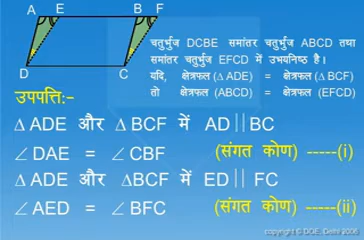 A E B F
D C
चतुर्भुज DCBE समांतर चतुर्भुज ABCD तथा
समांतर चतुर्भुज EFCD में उभयनिष्ठ है।
यदि, क्षेत्रफल (Δ ADE) = क्षेत्रफल (Δ BCF)
तो क्षेत्रफल (ABCD) = क्षेत्रफल (EFCD)
उपपत्ति:-
Δ ADE और Δ BCF में AD||BC
∠ DAE = ∠ CBF (संगत कोण) -----(i)
Δ ADE और ΔBCF में ED|| FC
∠ AED = ∠ BFC (संगत कोण) -----(ii)
copyright © DOE, Delhi 2006